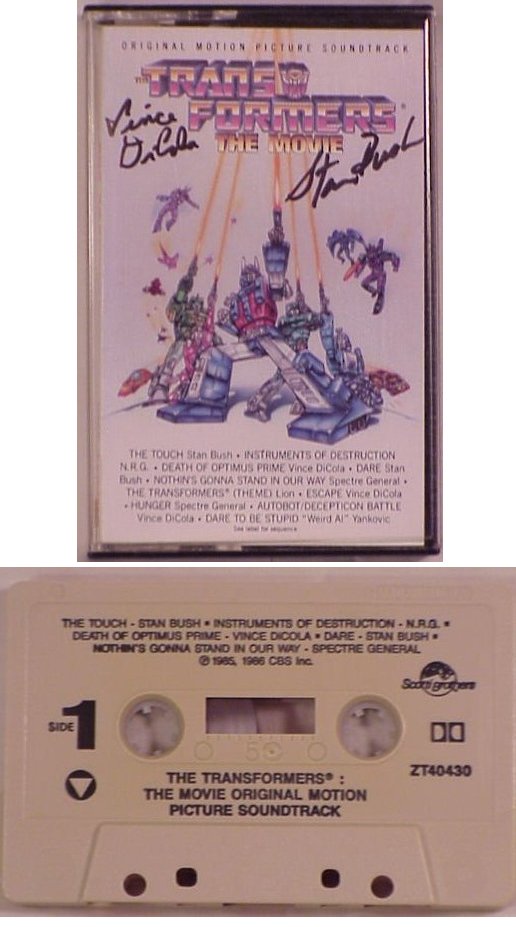 ORIGINAL MOTION PICTURE SOUNDTRACK
THE TRANS
FORMERS®
THE MOVIE
Vince
DiCola
Stan Bush
THE TOUCH Stan Bush • INSTRUMENTS OF DESTRUCTION
N.R.G. • DEATH OF OPTIMUS PRIME Vince DiCola • DARE Stan
Bush • NOTHIN'S GONNA STAND IN OUR WAY Spectre General •
THE TRANSFORMERS® (THEME) Lion • ESCAPE Vince DiCola
• HUNGER Spectre General • AUTOBOT/DECEPTICON BATTLE
Vince DiCola • DARE TO BE STUPID "Weird Al" Yankovic
See label for sequence
THE TOUCH - STAN BUSH • INSTRUMENTS OF DESTRUCTION - N.R.G. •
DEATH OF OPTIMUS PRIME - VINCE DICOLA • DARE - STAN BUSH •
NOTHIN'S GONNA STAND IN OUR WAY - SPECTRE GENERAL
℗ 1985, 1986 CBS Inc.
Scotti Brothers
SIDE 1
50
ZT40430
THE TRANSFORMERS® :
THE MOVIE ORIGINAL MOTION
PICTURE SOUNDTRACK